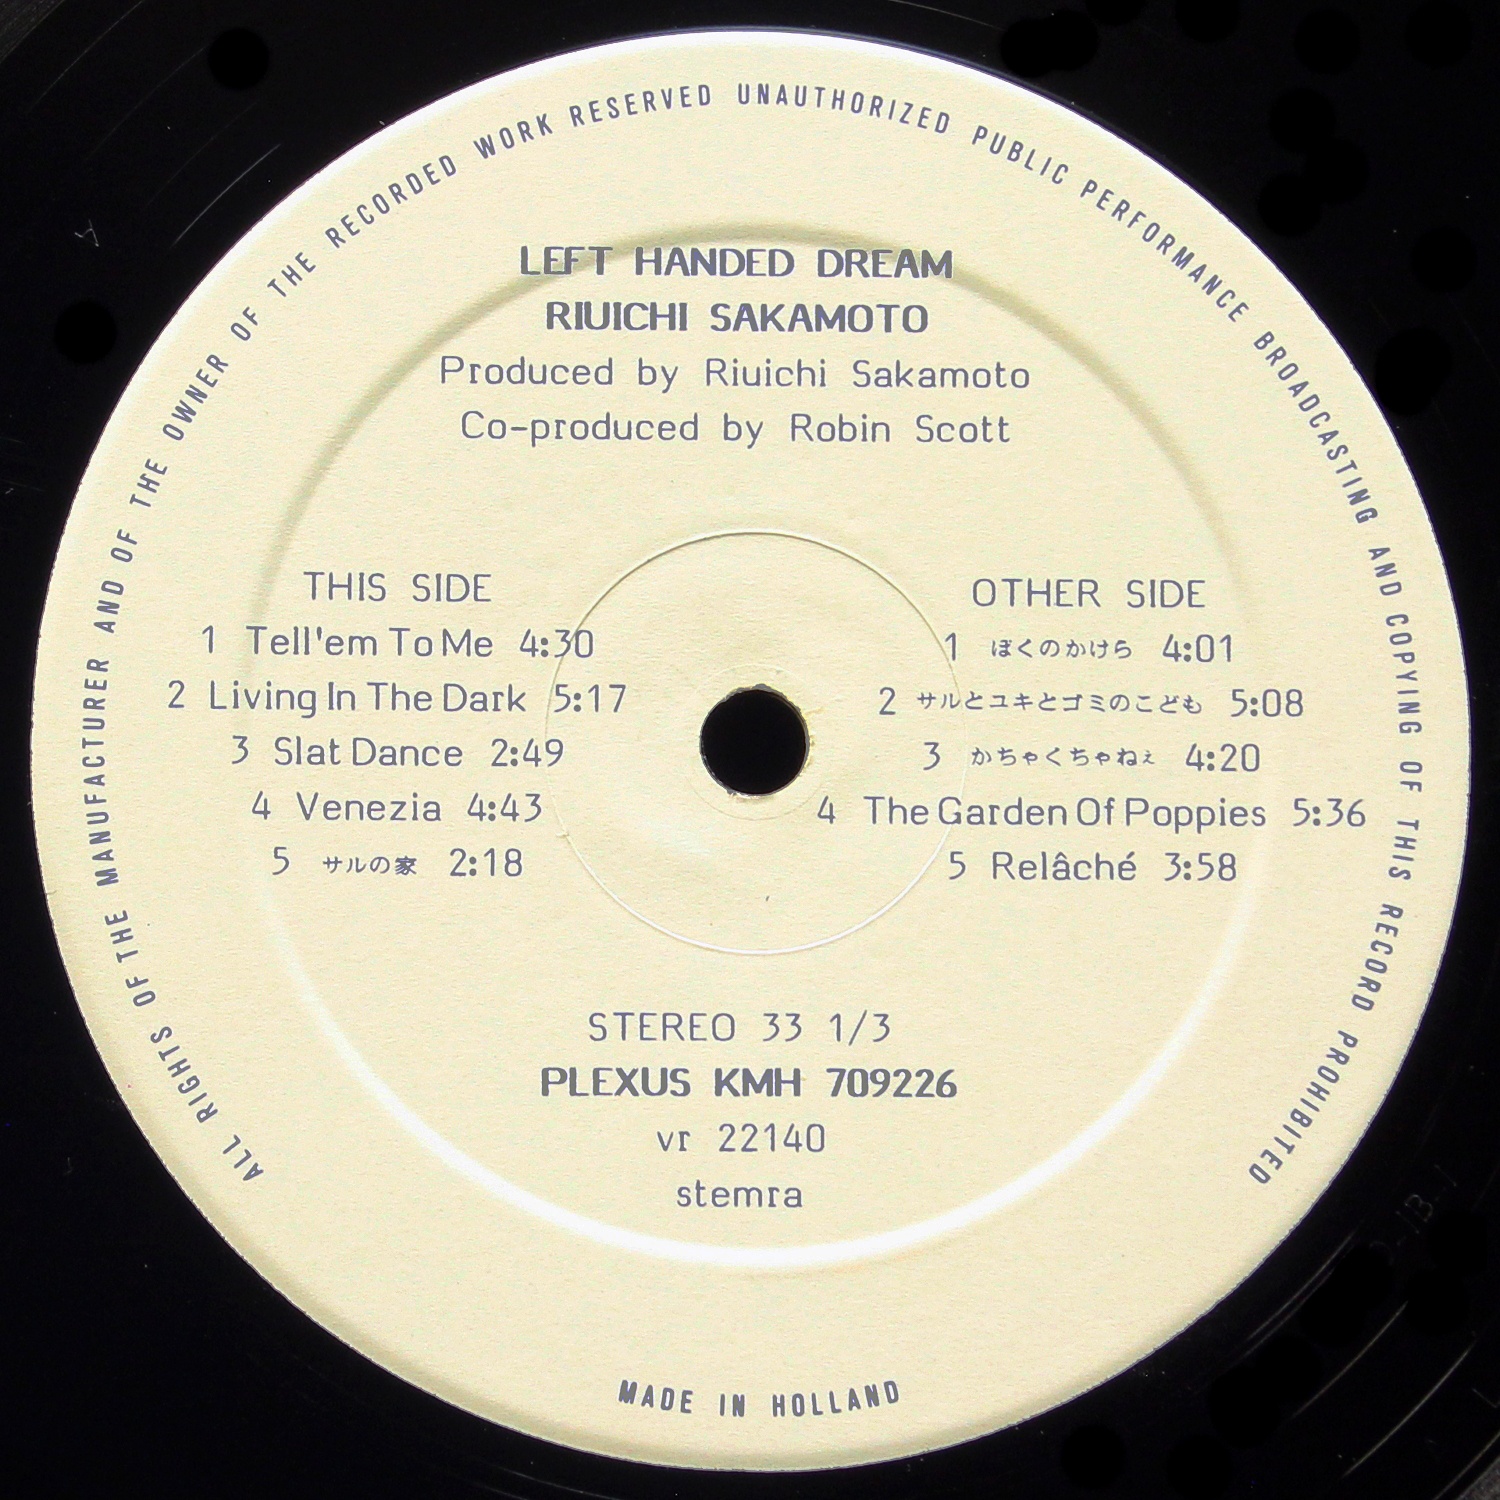 ALL RIGHTS OF THE MANUFACTURER AND OF THE OWNER OF THE RECORDED WORK RESERVED UNAUTHORIZED PUBLIC PERFORMANCE BROADCASTING AND COPYING OF THIS RECORD PROHIBITED
LEFT HANDED DREAM
RIUICHI SAKAMOTO
Produced by Riuichi Sakamoto
Co-produced by Robin Scott
THIS SIDE
1 Tell'em To Me 4:30
2 Living In The Dark 5:17
3 Slat Dance 2:49
4 Venezia 4:43
5 サルの家 2:18
OTHER SIDE
1 ぼくのかけら 4:01
2 サルとユキとゴミのこども 5:08
3 かちゃくちゃねぇ 4:20
4 The Garden Of Poppies 5:36
5 Relâché 3:58
STEREO 33 1/3
PLEXUS KMH 709226
vr 22140
stemra
MADE IN HOLLAND